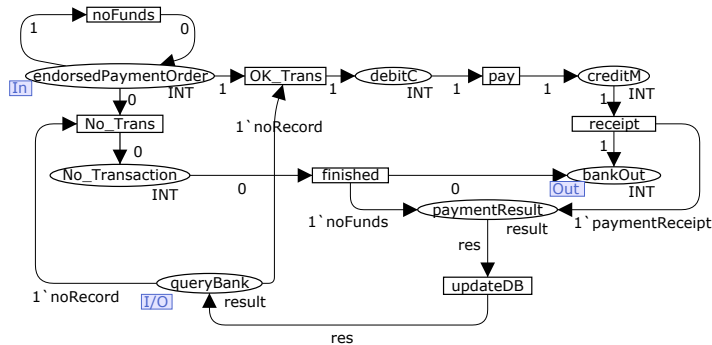 noFunds
1
0
endorsedPaymentOrder
In
INT
1
OK_Trans
1
debitC
INT
1
pay
1
creditM
INT
0
1
No_Trans
1`noRecord
receipt
0
1
No_Transaction
INT
0
finished
0
bankOut
Out
INT
paymentResult
result
1`noFunds
1`paymentReceipt
res
queryBank
1`noRecord
I/O
result
updateDB
res